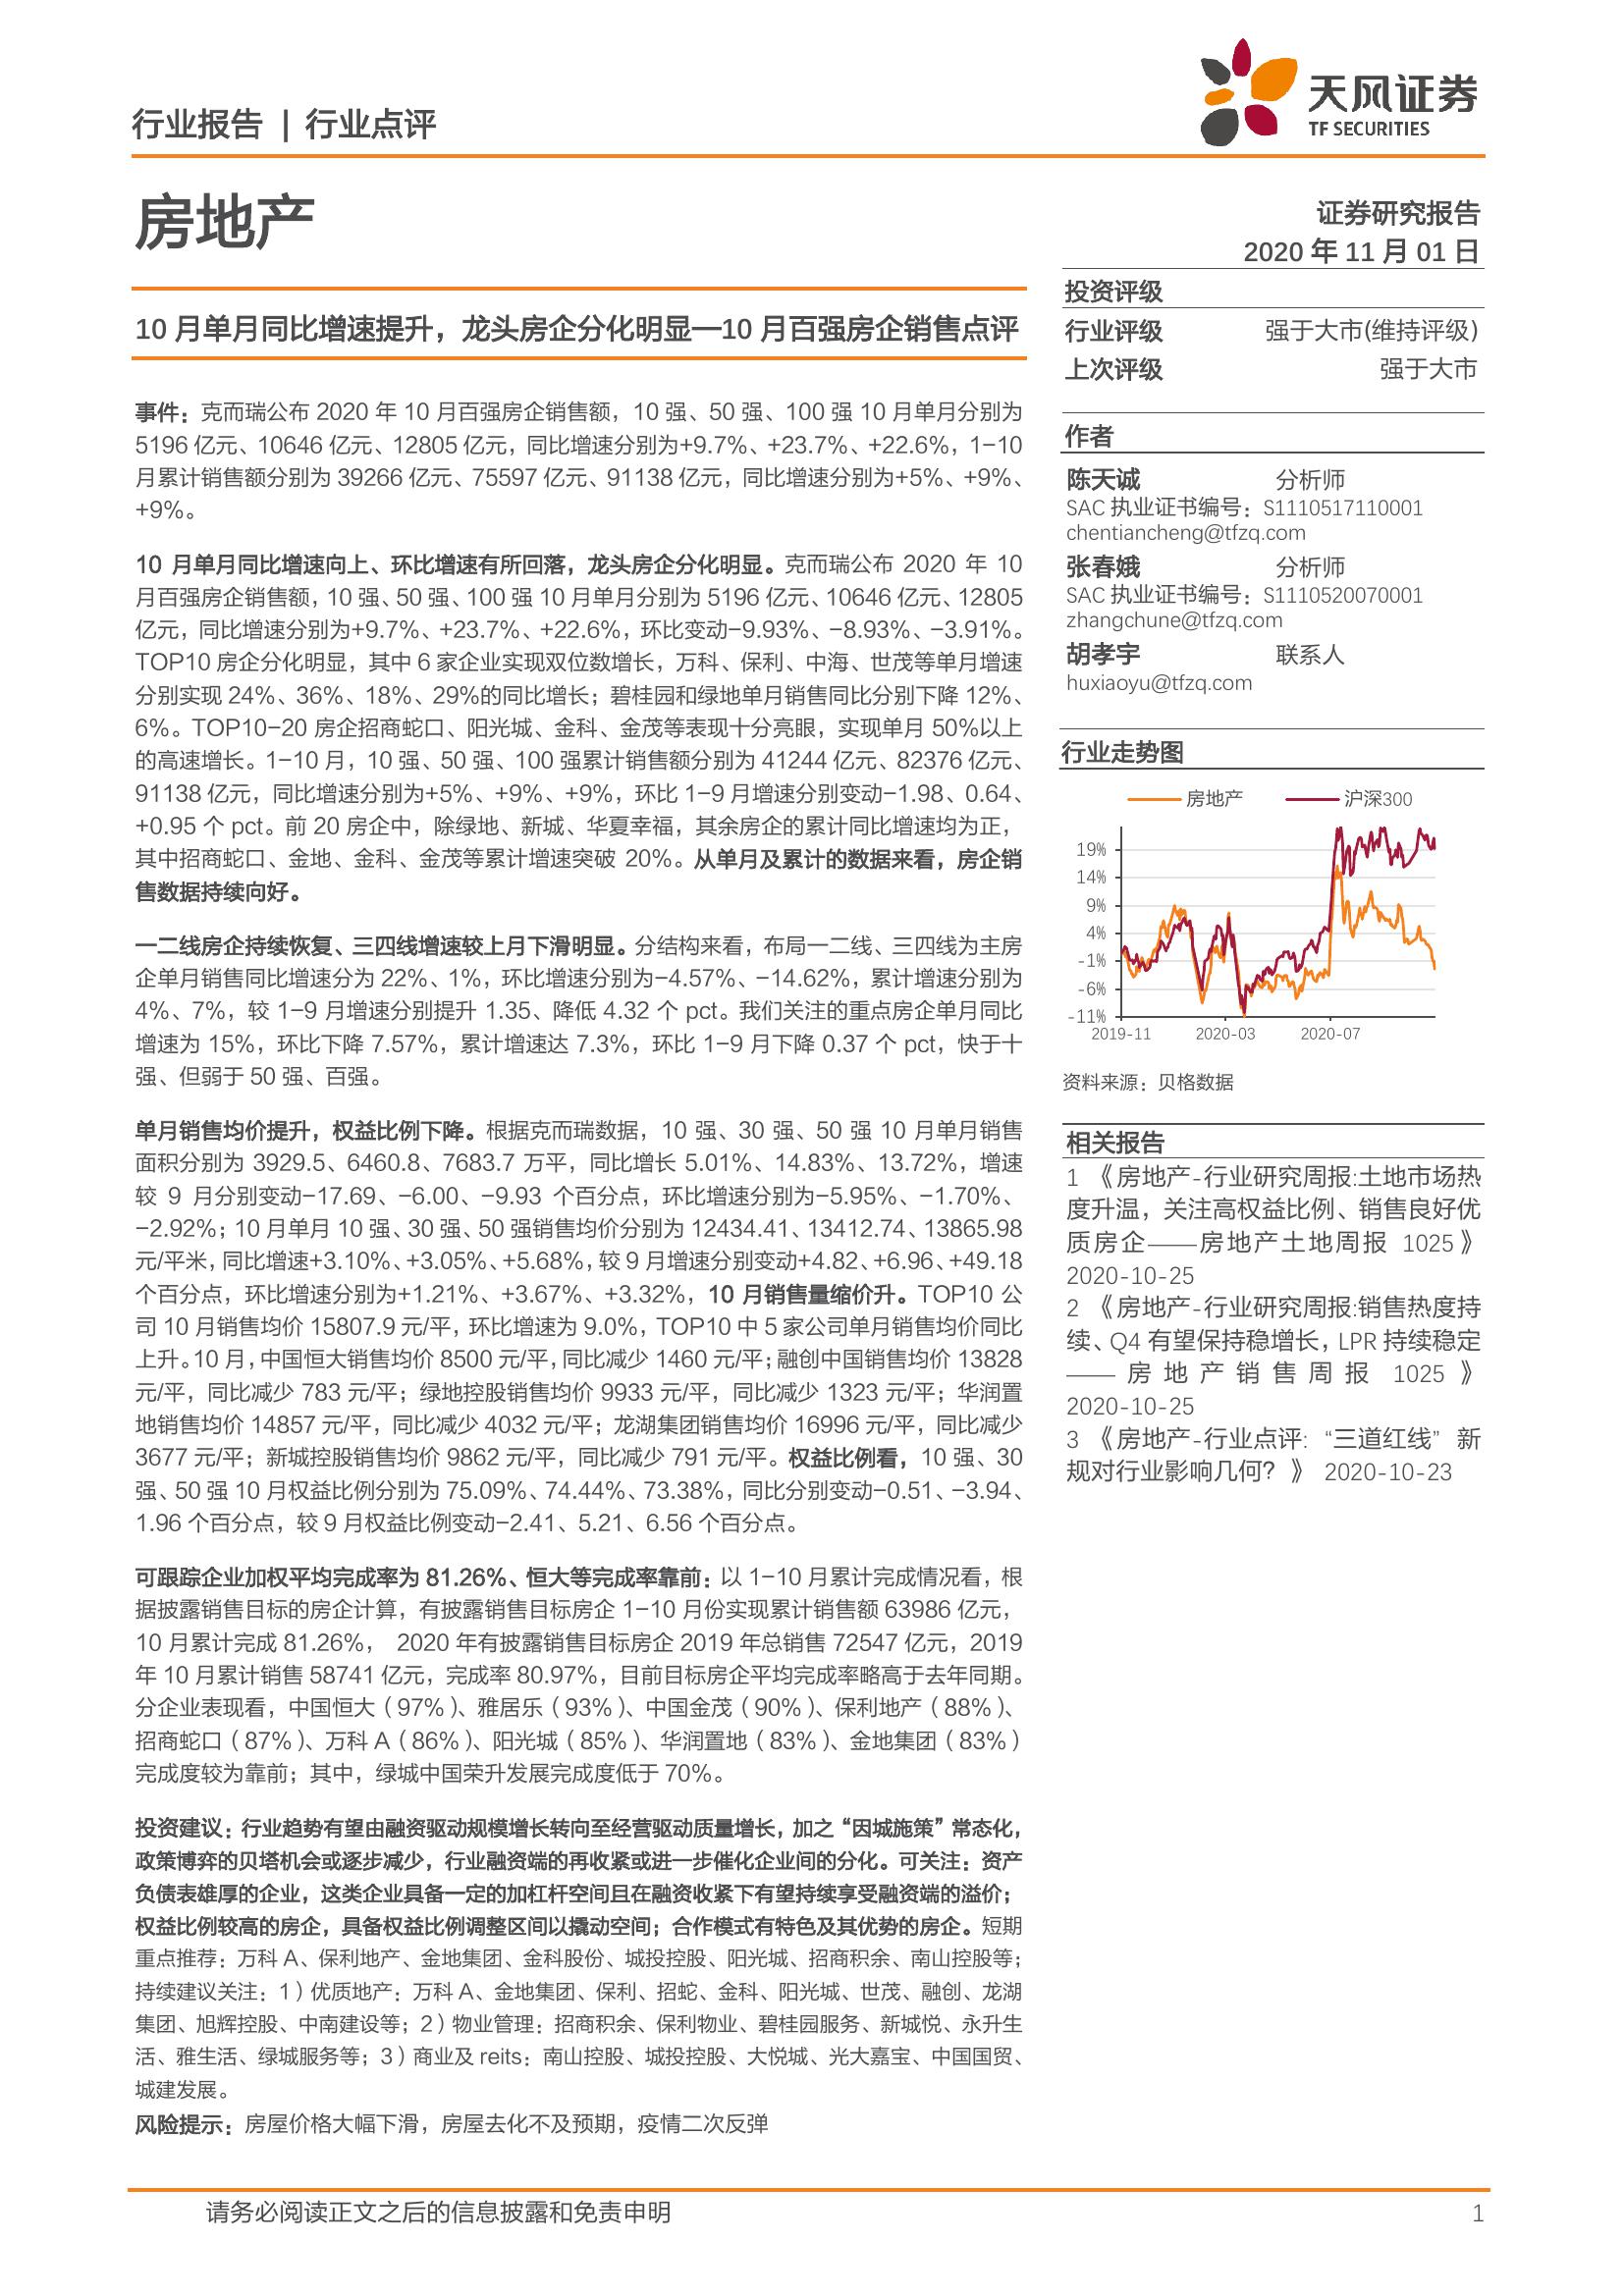 行业报告 | 行业点评
天风证券
TF SECURITIES
房地产
证券研究报告
2020 年 11 月 01 日
投资评级
行业评级 强于大市(维持评级)
上次评级 强于大市
作者
陈天诚 分析师
SAC 执业证书编号：S1110517110001
chentiancheng@tfzq.com
张春娥 分析师
SAC 执业证书编号：S1110520070001
zhangchune@tfzq.com
胡孝宇 联系人
huxiaoyu@tfzq.com
行业走势图
房地产 沪深300
19%
14%
9%
4%
-1%
-6%
-11%
2019-11 2020-03 2020-07
资料来源：贝格数据
相关报告
1 《房地产-行业研究周报:土地市场热
度升温，关注高权益比例、销售良好优
质房企——房地产土地周报 1025》
2020-10-25
2 《房地产-行业研究周报:销售热度持
续、Q4 有望保持稳增长，LPR 持续稳定
——房地产销售周报 1025》
2020-10-25
3 《房地产-行业点评:“三道红线” 新
规对行业影响几何？》 2020-10-23
10 月单月同比增速提升，龙头房企分化明显—10 月百强房企销售点评
事件：克而瑞公布 2020 年 10 月百强房企销售额，10 强、50 强、100 强 10 月单月分别为
5196 亿元、10646 亿元、12805 亿元，同比增速分别为+9.7%、+23.7%、+22.6%，1-10
月累计销售额分别为 39266 亿元、75597 亿元、91138 亿元，同比增速分别为+5%、+9%、
+9%。
10 月单月同比增速向上、环比增速有所回落，龙头房企分化明显。克而瑞公布 2020 年 10
月百强房企销售额，10 强、50 强、100 强 10 月单月分别为 5196 亿元、10646 亿元、12805
亿元，同比增速分别为+9.7%、+23.7%、+22.6%，环比变动-9.93%、-8.93%、-3.91%。
TOP10 房企分化明显，其中 6 家企业实现双位数增长，万科、保利、中海、世茂等单月增速
分别实现 24%、36%、18%、29%的同比增长；碧桂园和绿地单月销售同比分别下降 12%、
6%。TOP10-20 房企招商蛇口、阳光城、金科、金茂等表现十分亮眼，实现单月 50%以上
的高速增长。1-10 月，10 强、50 强、100 强累计销售额分别为 41244 亿元、82376 亿元、
91138 亿元，同比增速分别为+5%、+9%、+9%，环比 1-9 月增速分别变动-1.98、0.64、
+0.95 个 pct。前 20 房企中，除绿地、新城、华夏幸福，其余房企的累计同比增速均为正，
其中招商蛇口、金地、金科、金茂等累计增速突破 20%。从单月及累计的数据来看，房企销
售数据持续向好。
一二线房企持续恢复、三四线增速较上月下滑明显。分结构来看，布局一二线、三四线为主房
企单月销售同比增速分为 22%、1%，环比增速分别为-4.57%、-14.62%，累计增速分别为
4%、7%，较 1-9 月增速分别提升 1.35、降低 4.32 个 pct。我们关注的重点房企单月同比
增速为 15%，环比下降 7.57%，累计增速达 7.3%，环比 1-9 月下降 0.37 个 pct，快于十
强、但弱于 50 强、百强。
单月销售均价提升，权益比例下降。根据克而瑞数据，10 强、30 强、50 强 10 月单月销售
面积分别为 3929.5、6460.8、7683.7 万平，同比增长 5.01%、14.83%、13.72%，增速
较 9 月分别变动-17.69、-6.00、-9.93 个百分点，环比增速分别为-5.95%、-1.70%、
-2.92%；10 月单月 10 强、30 强、50 强销售均价分别为 12434.41、13412.74、13865.98
元/平米，同比增速+3.10%、+3.05%、+5.68%，较 9 月增速分别变动+4.82、+6.96、+49.18
个百分点，环比增速分别为+1.21%、+3.67%、+3.32%，10 月销售量缩价升。TOP10 公
司 10 月销售均价 15807.9 元/平，环比增速为 9.0%，TOP10 中 5 家公司单月销售均价同比
上升。10 月，中国恒大销售均价 8500 元/平，同比减少 1460 元/平；融创中国销售均价 13828
元/平，同比减少 783 元/平；绿地控股销售均价 9933 元/平，同比减少 1323 元/平；华润置
地销售均价 14857 元/平，同比减少 4032 元/平；龙湖集团销售均价 16996 元/平，同比减少
3677 元/平；新城控股销售均价 9862 元/平，同比减少 791 元/平。权益比例看，10 强、30
强、50 强 10 月权益比例分别为 75.09%、74.44%、73.38%，同比分别变动-0.51、-3.94、
1.96 个百分点，较 9 月权益比例变动-2.41、5.21、6.56 个百分点。
可跟踪企业加权平均完成率为 81.26%、恒大等完成率靠前：以 1-10 月累计完成情况看，根
据披露销售目标的房企计算，有披露销售目标房企 1-10 月份实现累计销售额 63986 亿元，
10 月累计完成 81.26%， 2020 年有披露销售目标房企 2019 年总销售 72547 亿元，2019
年 10 月累计销售 58741 亿元，完成率 80.97%，目前目标房企平均完成率略高于去年同期。
分企业表现看，中国恒大（97%）、雅居乐（93%）、中国金茂（90%）、保利地产（88%）、
招商蛇口（87%）、万科 A（86%）、阳光城（85%）、华润置地（83%）、金地集团（83%）
完成度较为靠前；其中，绿城中国荣升发展完成度低于 70%。
投资建议：行业趋势有望由融资驱动规模增长转向至经营驱动质量增长，加之“因城施策”常态化，
政策博弈的贝塔机会或逐步减少，行业融资端的再收紧或进一步催化企业间的分化。可关注：资产
负债表雄厚的企业，这类企业具备一定的加杠杆空间且在融资收紧下有望持续享受融资端的溢价；
权益比例较高的房企，具备权益比例调整区间以撬动空间；合作模式有特色及其优势的房企。短期
重点推荐：万科 A、保利地产、金地集团、金科股份、城投控股、阳光城、招商积余、南山控股等；
持续建议关注：1）优质地产：万科 A、金地集团、保利、招蛇、金科、阳光城、世茂、融创、龙湖
集团、旭辉控股、中南建设等；2）物业管理：招商积余、保利物业、碧桂园服务、新城悦、永升生
活、雅生活、绿城服务等；3）商业及 reits：南山控股、城投控股、大悦城、光大嘉宝、中国国贸、
城建发展。
风险提示：房屋价格大幅下滑，房屋去化不及预期，疫情二次反弹
请务必阅读正文之后的信息披露和免责申明 1